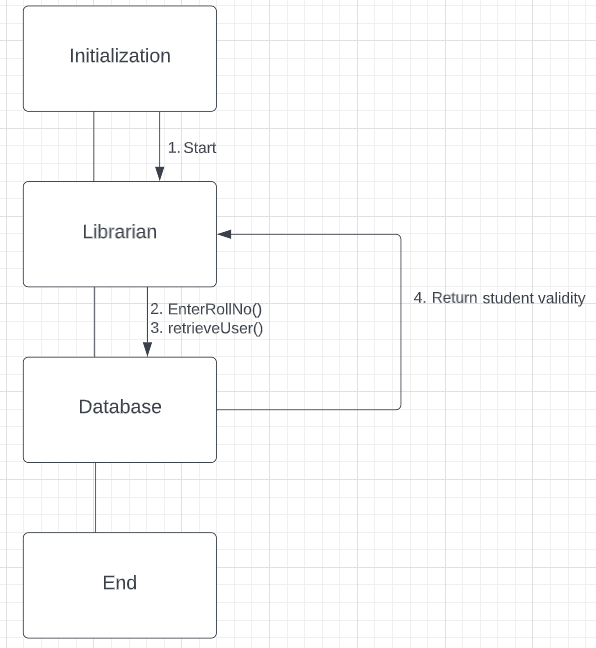 Initialization
1. Start
Librarian
2. EnterRollNo()
3. retrieveUser()
4. Return student validity
Database
End